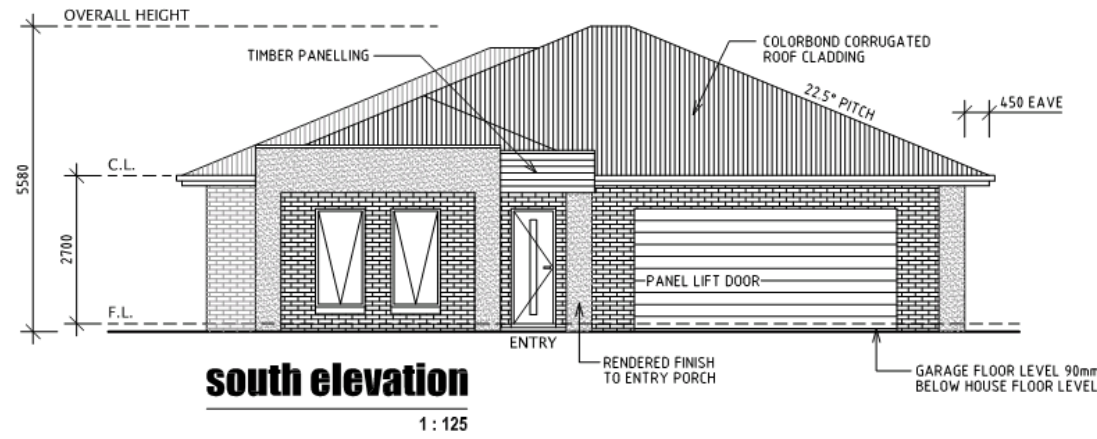 OVERALL HEIGHT
TIMBER PANELLING
COLORBOND CORRUGATED
ROOF CLADDING
22.5° PITCH
450 EAVE
C.L.
5580
2700
PANEL LIFT DOOR
F.L.
ENTRY
RENDERED FINISH
TO ENTRY PORCH
GARAGE FLOOR LEVEL 90mm
BELOW HOUSE FLOOR LEVEL
south elevation
1 : 125